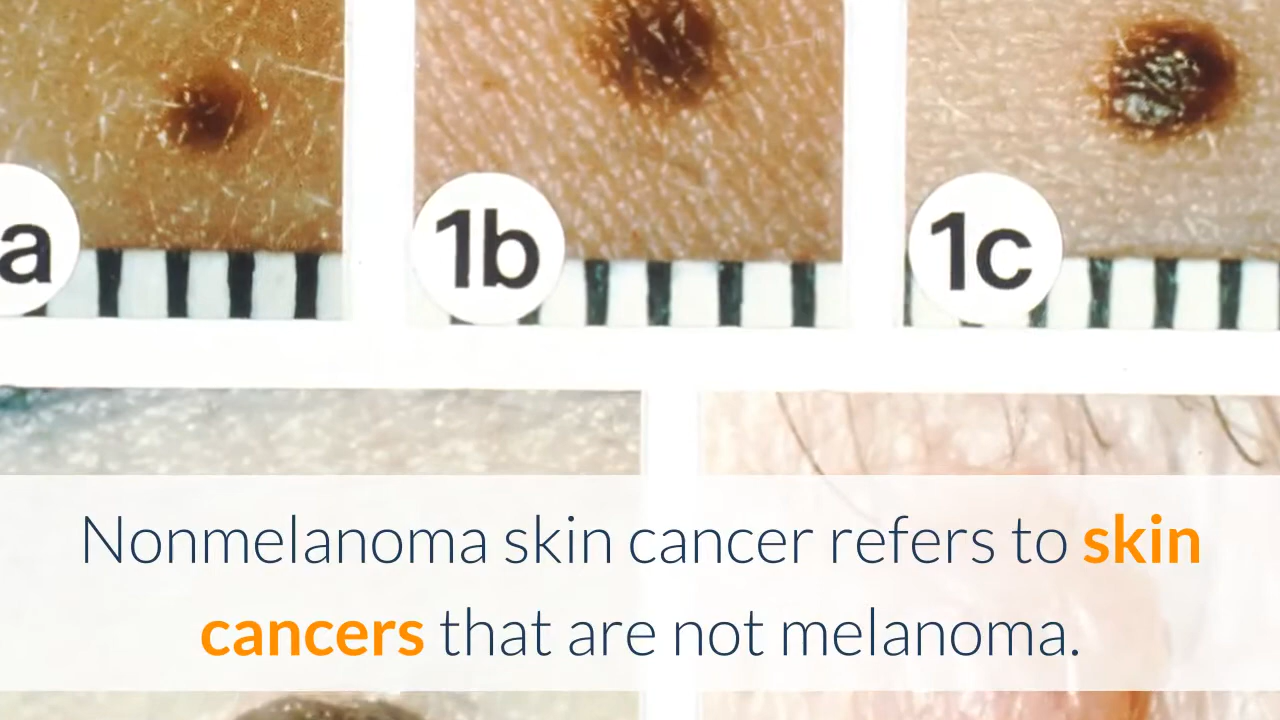 a
1b
1c
Nonmelanoma skin cancer refers to skin
cancers that are not melanoma.